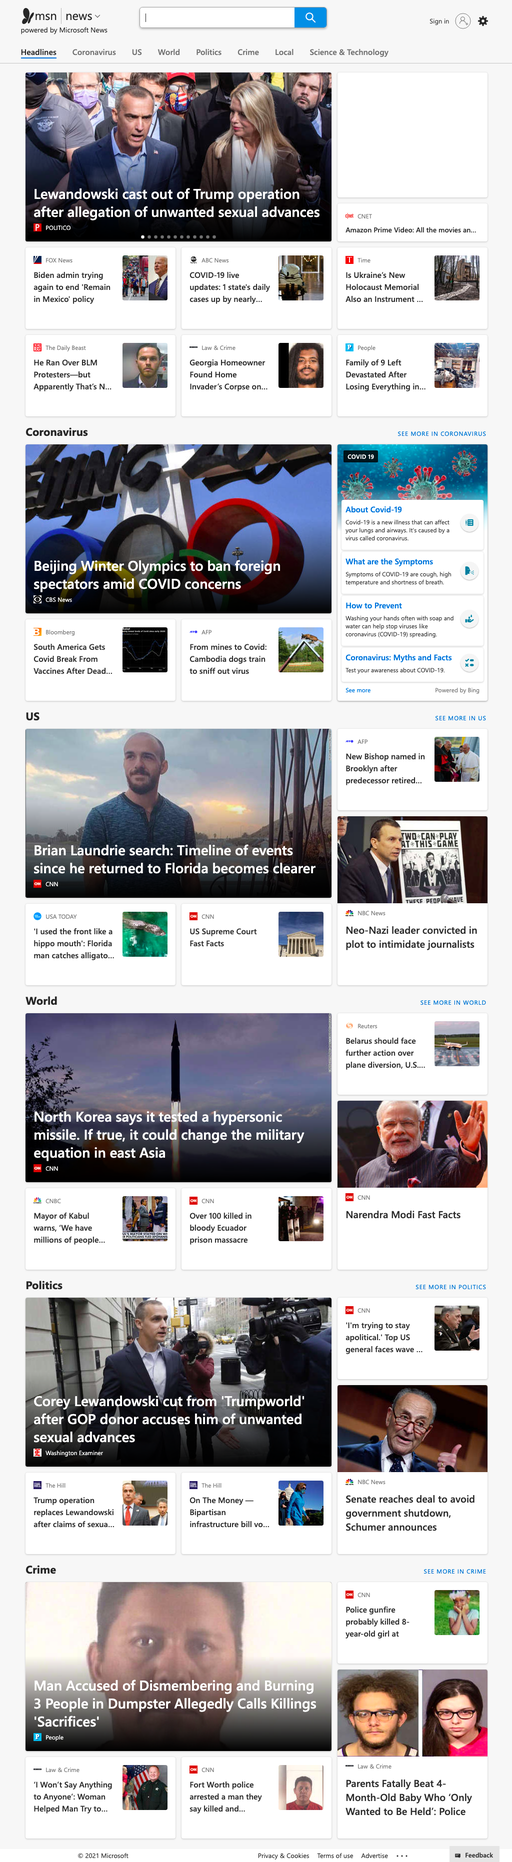 msn news
powered by Microsoft News
Sign in
Headlines Coronavirus US World Politics Crime Local Science & Technology
Lewandowski cast out of Trump operation
after allegation of unwanted sexual advances
POLITICO
CNET
Amazon Prime Video: All the movies an...
FOX News
Biden admin trying
again to end 'Remain
in Mexico' policy
ABC News
COVID-19 live
updates: 1 state's daily
cases up by nearly...
Time
Is Ukraine's New
Holocaust Memorial
Also an Instrument ...
The Daily Beast
He Ran Over BLM
Protesters—but
Apparently That's N...
Law & Crime
Georgia Homeowner
Found Home
Invader's Corpse on...
People
Family of 9 Left
Devastated After
Losing Everything in...
Coronavirus
SEE MORE IN CORONAVIRUS
Beijing Winter Olympics to ban foreign
spectators amid COVID concerns
CBS News
COVID 19
About Covid-19
Covid-19 is a new illness that can affect
your lungs and airways. It's caused by a
virus called coronavirus.
What are the Symptoms
Symptoms of COVID-19 are cough, high
temperature and shortness of breath.
How to Prevent
Washing your hands often with soap and
water can help stop viruses like
coronavirus (COVID-19) spreading.
Coronavirus: Myths and Facts
Test your awareness about COVID-19.
See more
Powered by Bing
Bloomberg
South America Gets
Covid Break From
Vaccines After Dead...
AFP
From mines to Covid:
Cambodia dogs train
to sniff out virus
US
SEE MORE IN US
Brian Laundrie search: Timeline of events
since he returned to Florida becomes clearer
CNN
AFP
New Bishop named in
Brooklyn after
predecessor retired...
TWO CAN PLAY
AT THIS GAME
NBC News
Neo-Nazi leader convicted in
plot to intimidate journalists
USA TODAY
'I used the front like a
hippo mouth': Florida
man catches alligato...
CNN
US Supreme Court
Fast Facts
World
SEE MORE IN WORLD
North Korea says it tested a hypersonic
missile. If true, it could change the military
equation in east Asia
CNN
Reuters
Belarus should face
further action over
plane diversion, U.S....
CNN
Narendra Modi Fast Facts
CNBC
Mayor of Kabul
warns, 'We have
millions of people...
CNN
Over 100 killed in
bloody Ecuador
prison massacre
Politics
SEE MORE IN POLITICS
Corey Lewandowski cut from 'Trumpworld'
after GOP donor accuses him of unwanted
sexual advances
Washington Examiner
CNN
'I'm trying to stay
apolitical.' Top US
general faces wave ...
NBC News
Senate reaches deal to avoid
government shutdown,
Schumer announces
The Hill
Trump operation
replaces Lewandowski
after claims of sexua...
The Hill
On The Money —
Bipartisan
infrastructure bill vo...
Crime
SEE MORE IN CRIME
Man Accused of Dismembering and Burning
3 People in Dumpster Allegedly Calls Killings
'Sacrifices'
People
CNN
Police gunfire
probably killed 8-
year-old girl at
Law & Crime
Parents Fatally Beat 4-
Month-Old Baby Who 'Only
Wanted to Be Held': Police
Law & Crime
'I Won't Say Anything
to Anyone': Woman
Helped Man Try to...
CNN
Fort Worth police
arrested a man they
say killed and...
© 2021 Microsoft
Privacy & Cookies Terms of use Advertise ...
Feedback